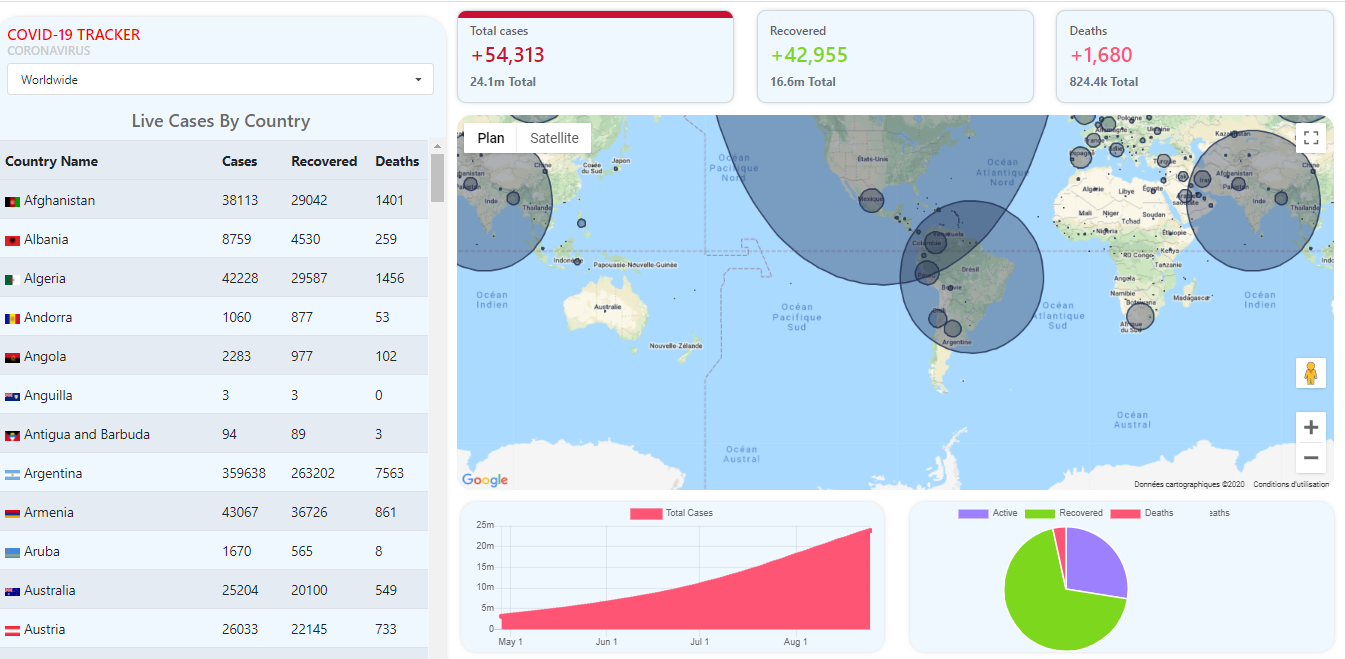 COVID-19 TRACKER
CORONAVIRUS
Worldwide
Live Cases By Country
Country Name Cases Recovered Deaths
Afghanistan 38113 29042 1401
Albania 8759 4530 259
Algeria 42228 29587 1456
Andorra 1060 877 53
Angola 2283 977 102
Anguilla 3 3 0
Antigua and Barbuda 94 89 3
Argentina 359638 263202 7563
Armenia 43067 36726 861
Aruba 1670 565 8
Australia 25204 20100 549
Austria 26033 22145 733
Total cases
+54,313
24.1m Total
Recovered
+42,955
16.6m Total
Deaths
+1,680
824.4k Total
Plan Satellite
Japon
Corée
du Sud
Chine
Inde
Thaïlande
Indonésie
Papouasie-Nouvelle-Guinée
Océan
Indien
Australie
Nouvelle-Zélande
Océan
Pacifique
Nord
États-Unis
Océan
Atlantique
Nord
Mexique
Venezuela
Colombie
Brésil
Bolivie
Argentine
Océan
Pacifique
Sud
Océan
Atlantique
Sud
Pologne
Turquie
Afghanistan
Algérie
Libye
Égypte
Mali
Niger
Tchad
Soudan
Nigeria
Éthiopie
Kenya
RD Congo
Tanzanie
Angola
Namibie
Botswana
Madagascar
Afrique
du Sud
Inde
Thaïlande
Océan
Indien
Océan
Austral
Océan
Austral
Google
Données cartographiques ©2020 Conditions d'utilisation
Total Cases
25m
20m
15m
10m
5m
0
May 1 Jun 1 Jul 1 Aug 1
Active Recovered Deaths eaths